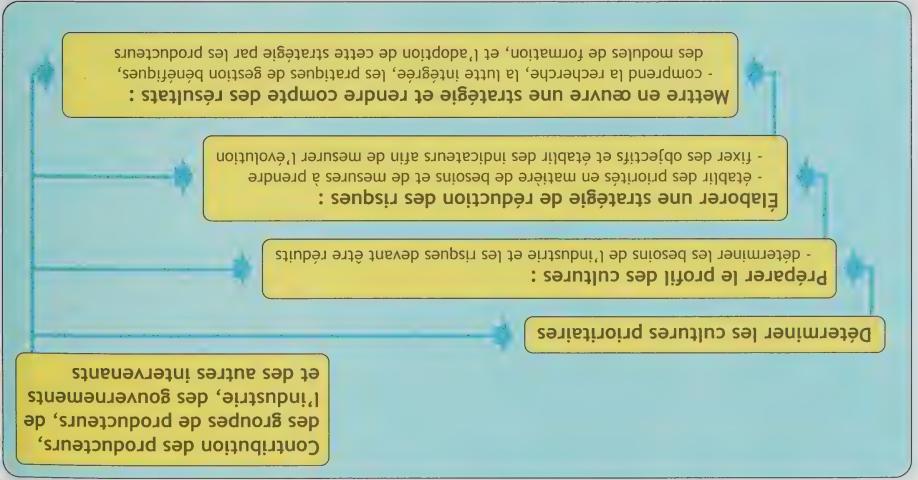 Contribution des producteurs,
des groupes de producteurs, de
l'industrie, des gouvernements
et des autres intervenants
Déterminer les cultures prioritaires
Préparer le profil des cultures :
- déterminer les besoins de l'industrie et les risques devant être réduits
Élaborer une stratégie de réduction des risques :
- établir des priorités en matière de besoins et de mesures à prendre
- fixer des objectifs et établir des indicateurs afin de mesurer l'évolution
Mettre en œuvre une stratégie et rendre compte des résultats :
- comprend la recherche, la lutte intégrée, les pratiques de gestion bénéfiques,
des modules de formation, et l'adoption de cette stratégie par les producteurs